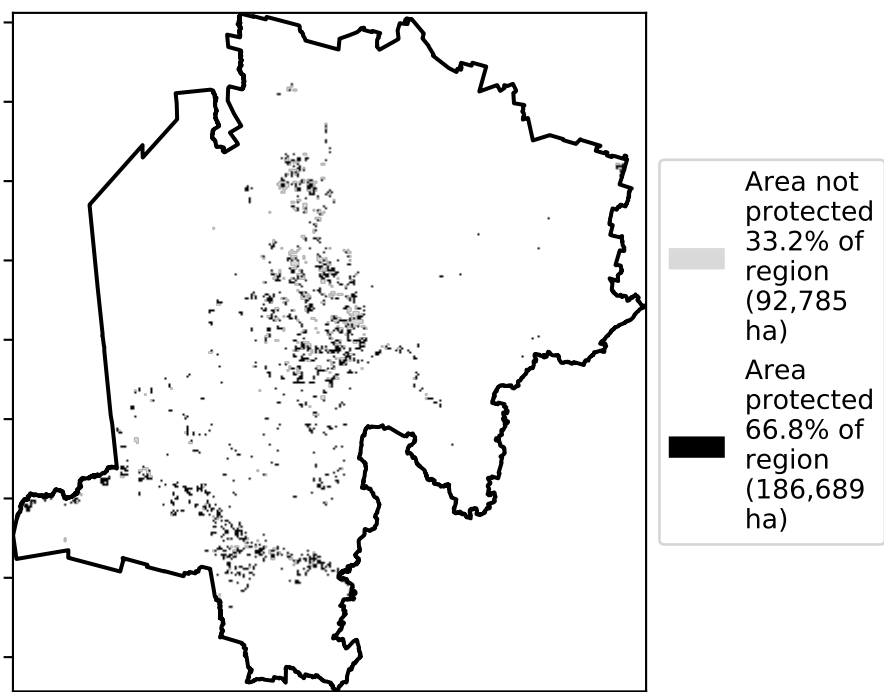 Area not
protected
33.2% of
region
(92,785
ha)
Area
protected
66.8% of
region
(186,689
ha)